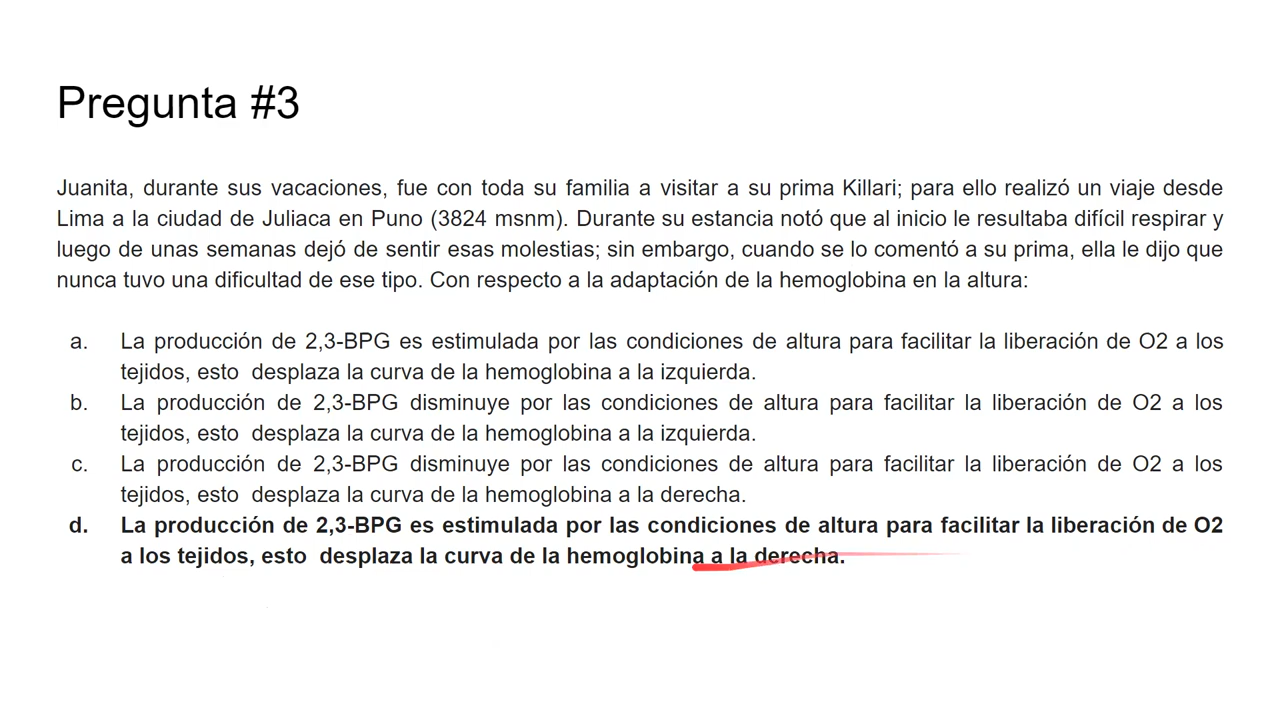 Pregunta #3
Juanita, durante sus vacaciones, fue con toda su familia a visitar a su prima Killari; para ello realizó un viaje desde
Lima a la ciudad de Juliaca en Puno (3824 msnm). Durante su estancia notó que al inicio le resultaba difícil respirar y
luego de unas semanas dejó de sentir esas molestias; sin embargo, cuando se lo comentó a su prima, ella le dijo que
nunca tuvo una dificultad de ese tipo. Con respecto a la adaptación de la hemoglobina en la altura:
a. La producción de 2,3-BPG es estimulada por las condiciones de altura para facilitar la liberación de O2 a los
tejidos, esto desplaza la curva de la hemoglobina a la izquierda.
b. La producción de 2,3-BPG disminuye por las condiciones de altura para facilitar la liberación de O2 a los
tejidos, esto desplaza la curva de la hemoglobina a la izquierda.
c. La producción de 2,3-BPG disminuye por las condiciones de altura para facilitar la liberación de O2 a los
tejidos, esto desplaza la curva de la hemoglobina a la derecha.
d. La producción de 2,3-BPG es estimulada por las condiciones de altura para facilitar la liberación de O2
a los tejidos, esto desplaza la curva de la hemoglobina a la derecha.